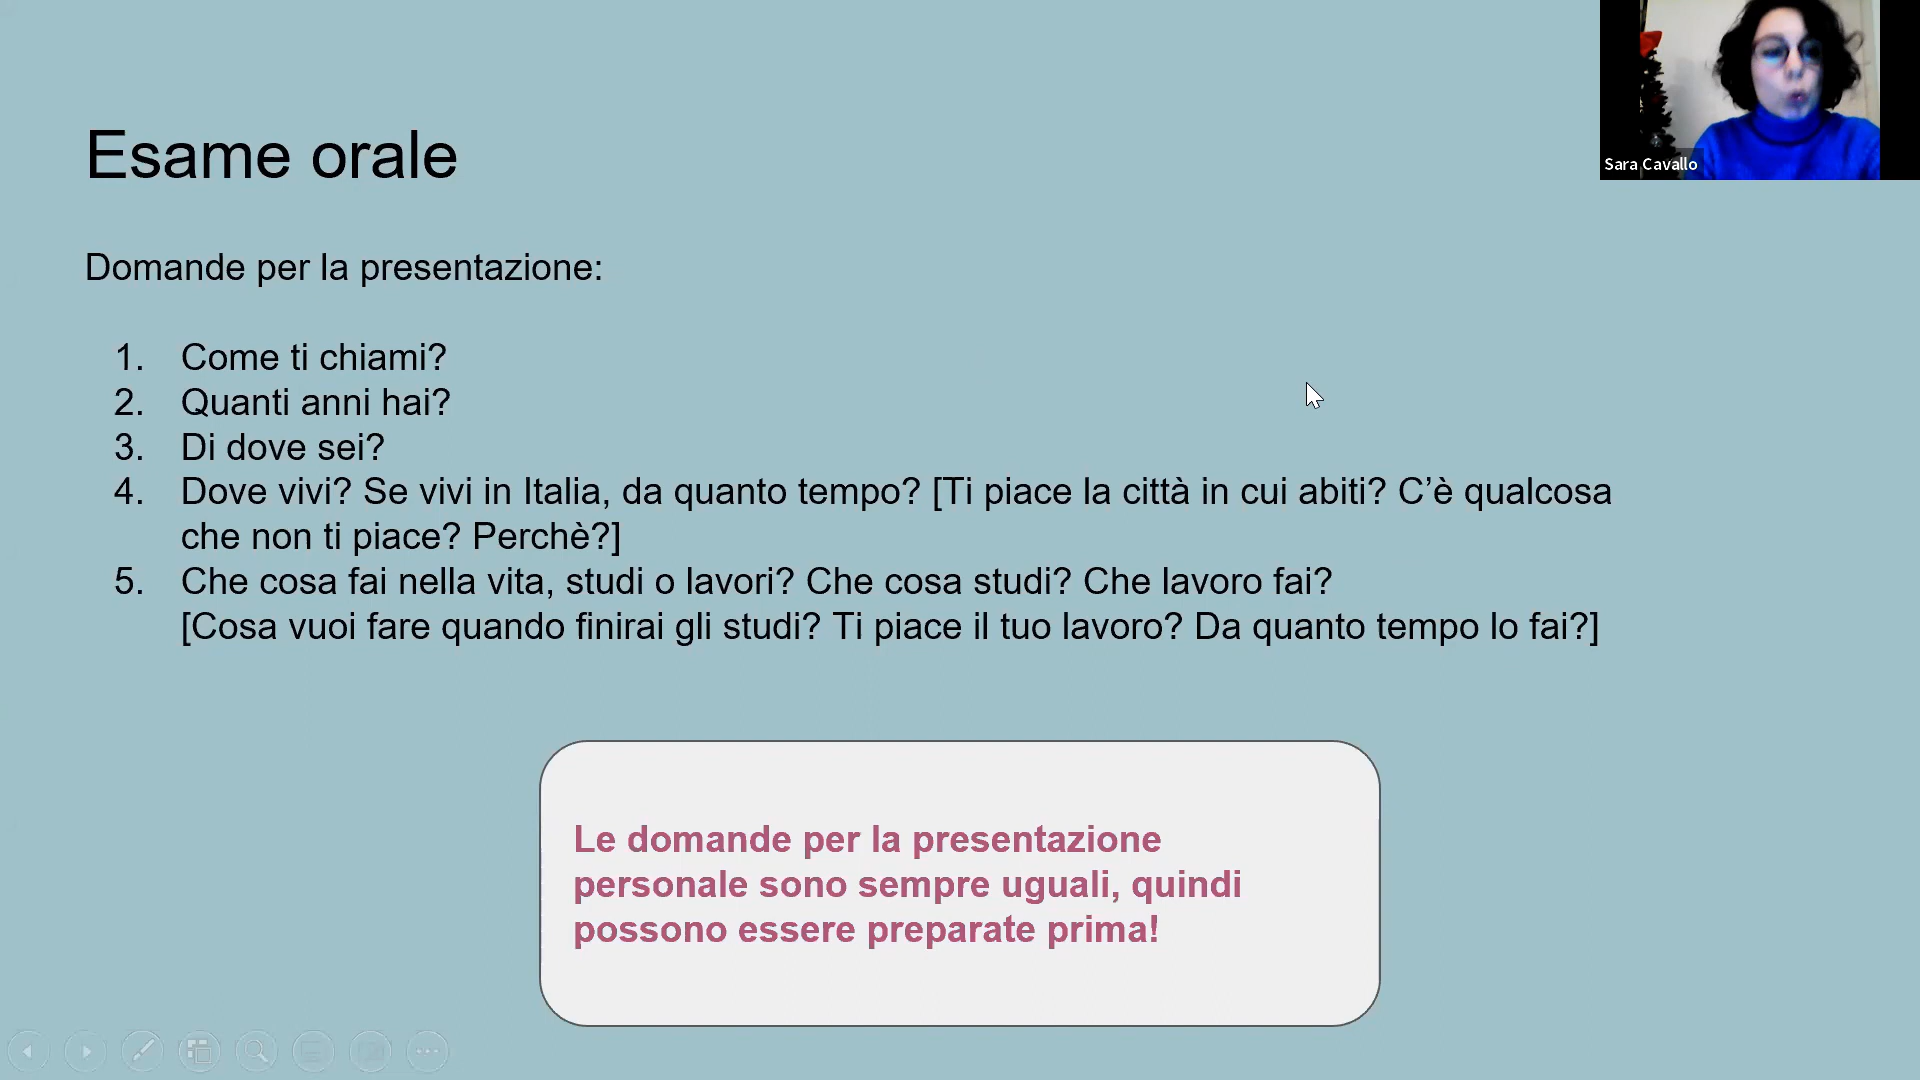 Esame orale
Sara Cavallo
Domande per la presentazione:
1. Come ti chiami?
2. Quanti anni hai?
3. Di dove sei?
4. Dove vivi? Se vivi in Italia, da quanto tempo? [Ti piace la città in cui abiti? C’è qualcosa
che non ti piace? Perchè?]
5. Che cosa fai nella vita, studi o lavori? Che cosa studi? Che lavoro fai?
[Cosa vuoi fare quando finirai gli studi? Ti piace il tuo lavoro? Da quanto tempo lo fai?]
Le domande per la presentazione
personale sono sempre uguali, quindi
possono essere preparate prima!